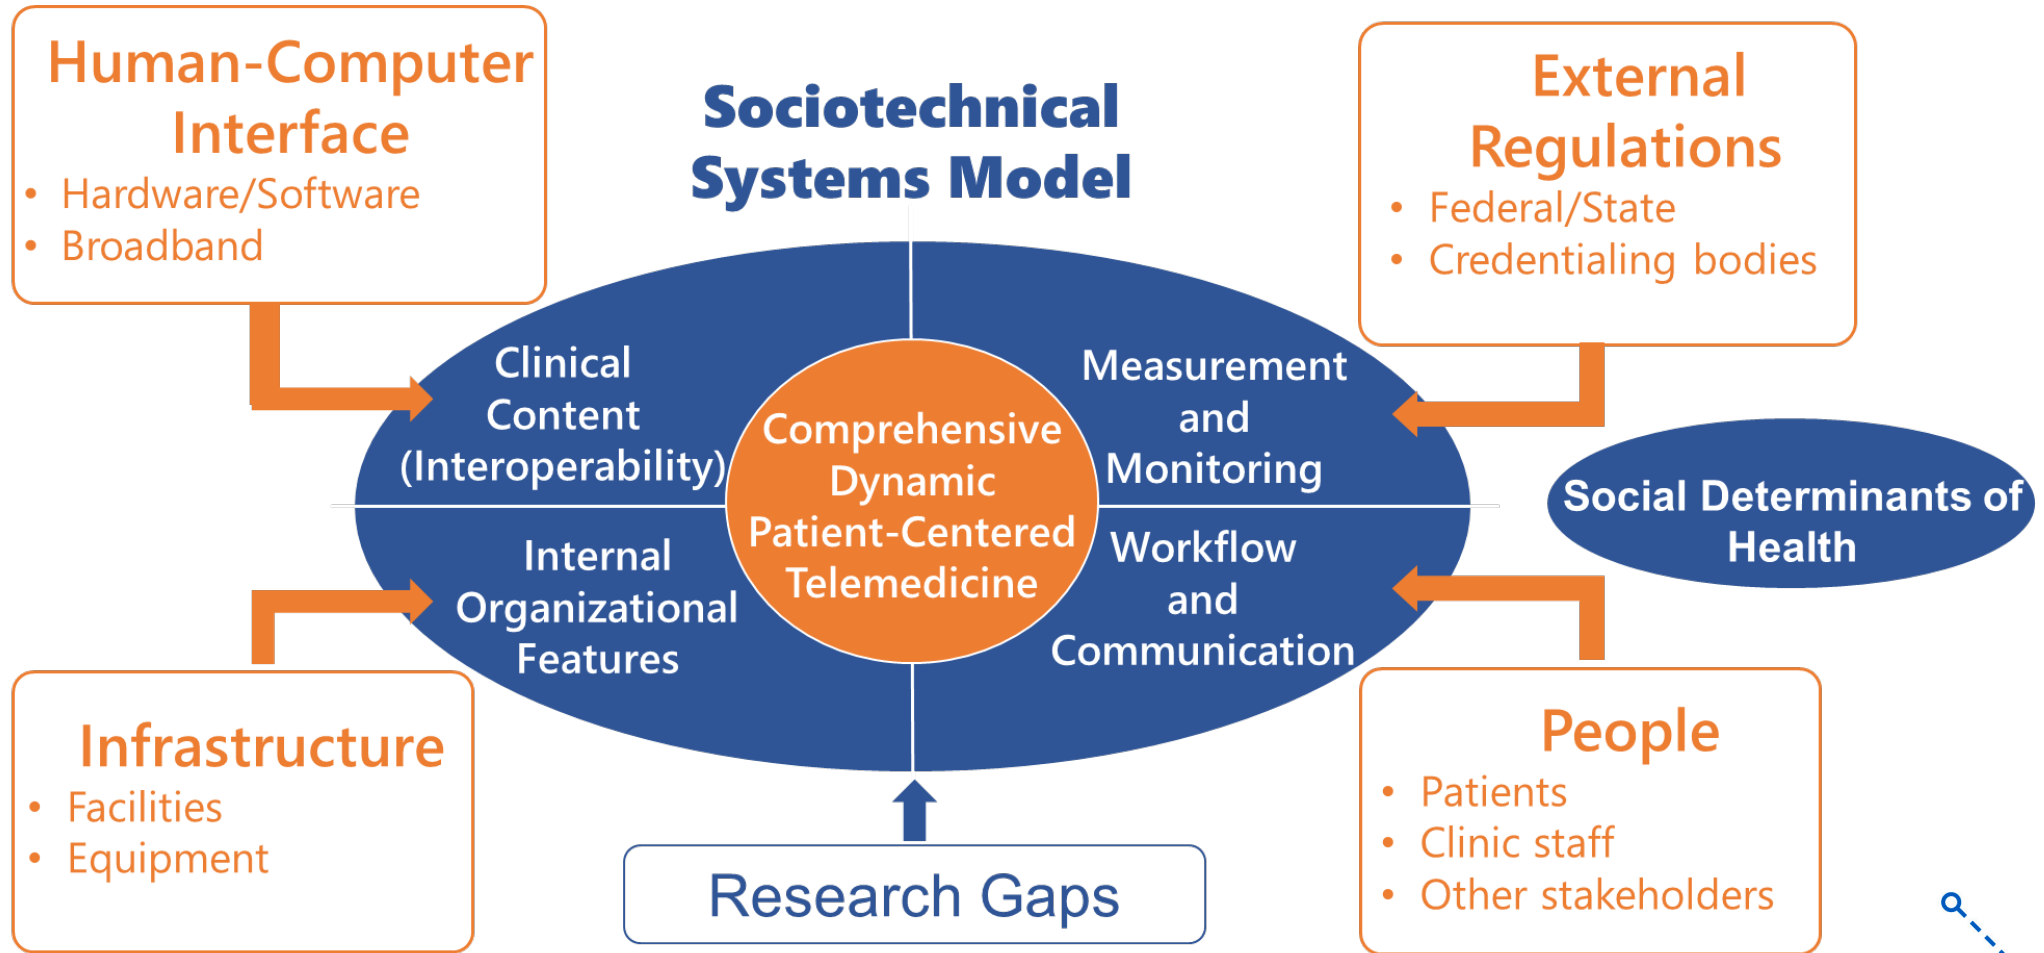 Human-Computer
Interface
• Hardware/Software
• Broadband
Sociotechnical
Systems Model
External
Regulations
• Federal/State
• Credentialing bodies
Clinical
Content
(Interoperability)
Measurement
and
Monitoring
Comprehensive
Dynamic
Patient-Centered
Telemedicine
Social Determinants of
Health
Internal
Organizational
Features
Workflow
and
Communication
Infrastructure
• Facilities
• Equipment
Research Gaps
People
• Patients
• Clinic staff
• Other stakeholders